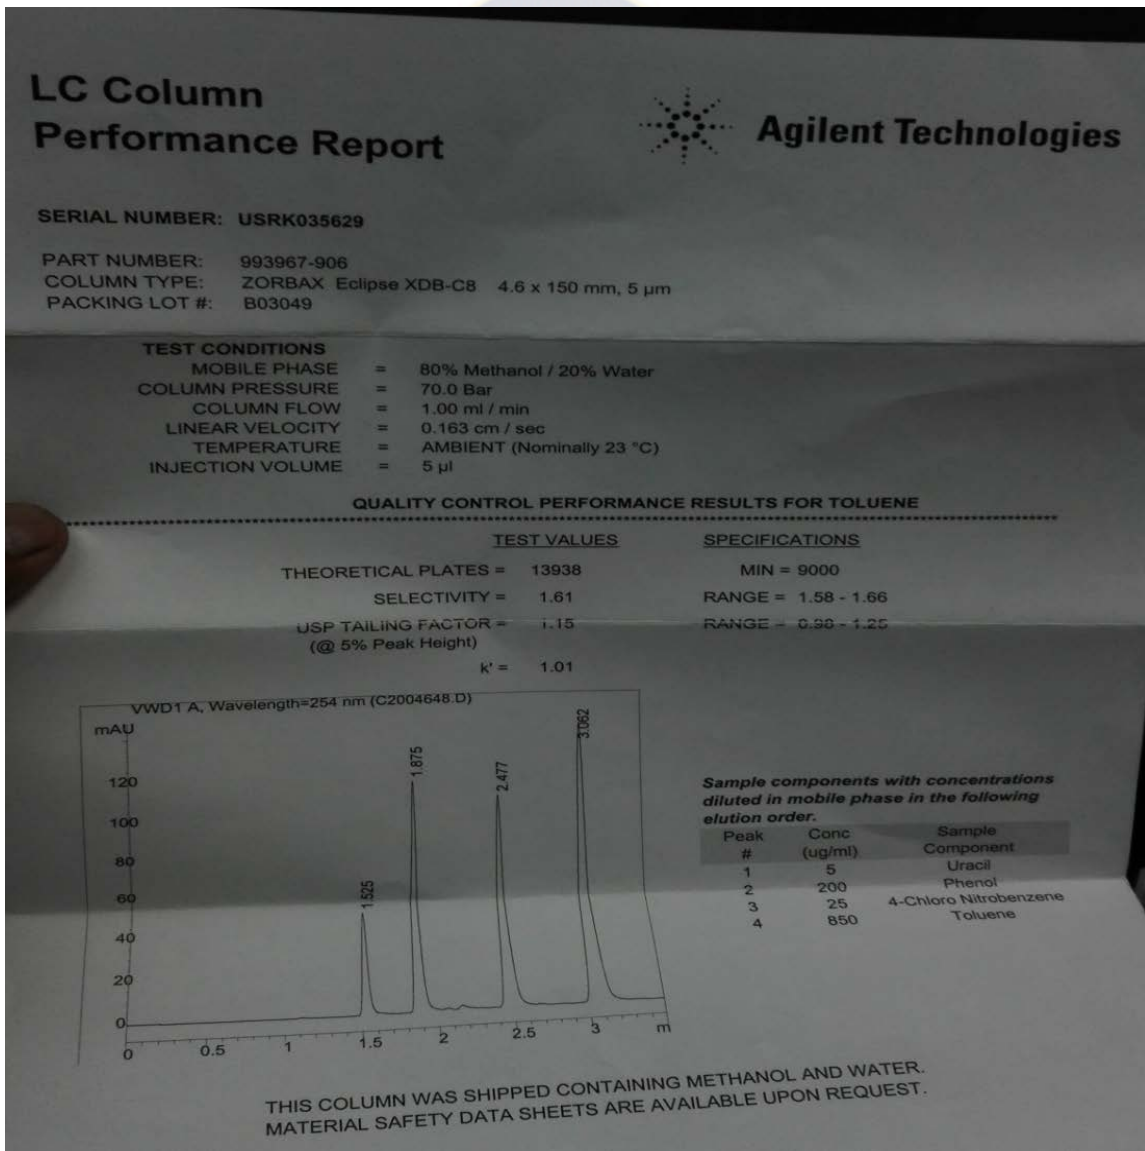 LC Column
Performance Report
Agilent Technologies
SERIAL NUMBER: USRK035629
PART NUMBER: 993967-906
COLUMN TYPE: ZORBAX Eclipse XDB-C8 4.6 x 150 mm, 5 µm
PACKING LOT #: B03049
TEST CONDITIONS
MOBILE PHASE = 80% Methanol / 20% Water
COLUMN PRESSURE = 70.0 Bar
COLUMN FLOW = 1.00 ml / min
LINEAR VELOCITY = 0.163 cm / sec
TEMPERATURE = AMBIENT (Nominally 23 °C)
INJECTION VOLUME = 5 µl
QUALITY CONTROL PERFORMANCE RESULTS FOR TOLUENE
TEST VALUES SPECIFICATIONS
THEORETICAL PLATES = 13938 MIN = 9000
SELECTIVITY = 1.61 RANGE = 1.58 - 1.66
USP TAILING FACTOR = 1.15 RANGE = 0.98 - 1.25
(@ 5% Peak Height)
k' = 1.01
VWD1 A, Wavelength=254 nm (C2004648.D)
mAU
120
100
80
60
40
20
0
1.525
1.875
2.477
3.062
0 0.5 1 1.5 2 2.5 3 m
Sample components with concentrations
diluted in mobile phase in the following
elution order.
Peak Conc Sample
# (ug/ml) Component
1 5 Uracil
2 200 Phenol
3 25 4-Chloro Nitrobenzene
4 850 Toluene
THIS COLUMN WAS SHIPPED CONTAINING METHANOL AND WATER.
MATERIAL SAFETY DATA SHEETS ARE AVAILABLE UPON REQUEST.